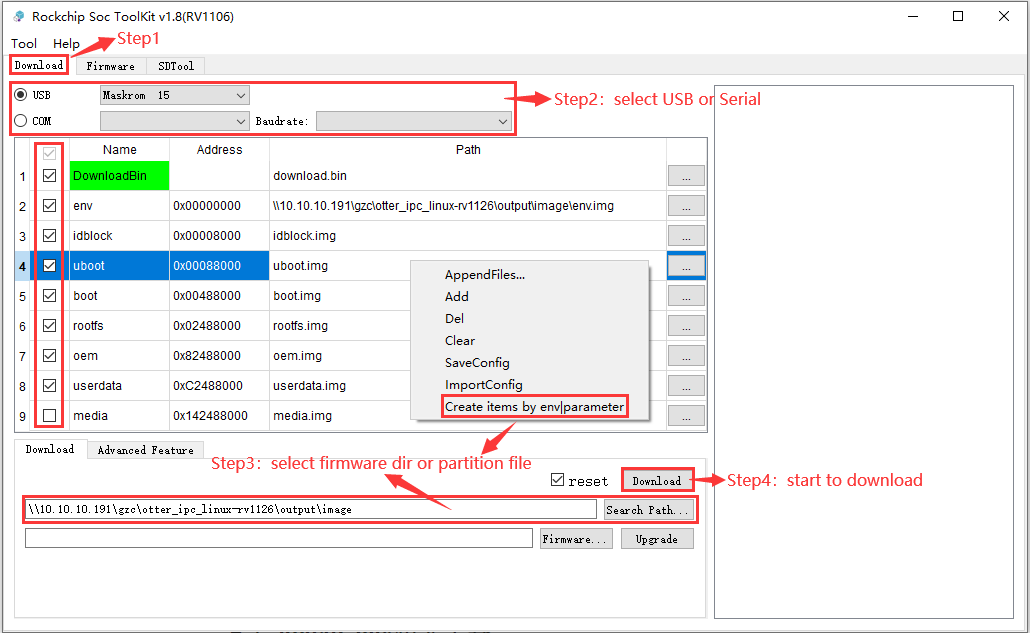 Rockchip Soc ToolKit v1.8(RV1106)
Tool Help
Step1
Download Firmware SDTool
USB Maskrom 15
Step2: select USB or Serial
COM Baudrate:
Name Address Path
1 DownloadBin download.bin ...
2 env 0x00000000 \\10.10.10.191\gzc\otter_ipc_linux-rv1126\output\image\env.img ...
3 idblock 0x00008000 idblock.img ...
4 uboot 0x00088000 uboot.img ...
5 boot 0x00488000 boot.img ...
6 rootfs 0x02488000 rootfs.img ...
7 oem 0x82488000 oem.img ...
8 userdata 0xC2488000 userdata.img ...
9 media 0x142488000 media.img ...
AppendFiles...
Add
Del
Clear
SaveConfig
ImportConfig
Create items by env|parameter
Download Advanced Feature
Step3: select firmware dir or partition file
reset Download
Step4: start to download
\\10.10.10.191\gzc\otter_ipc_linux-rv1126\output\image Search Path...
Firmware... Upgrade